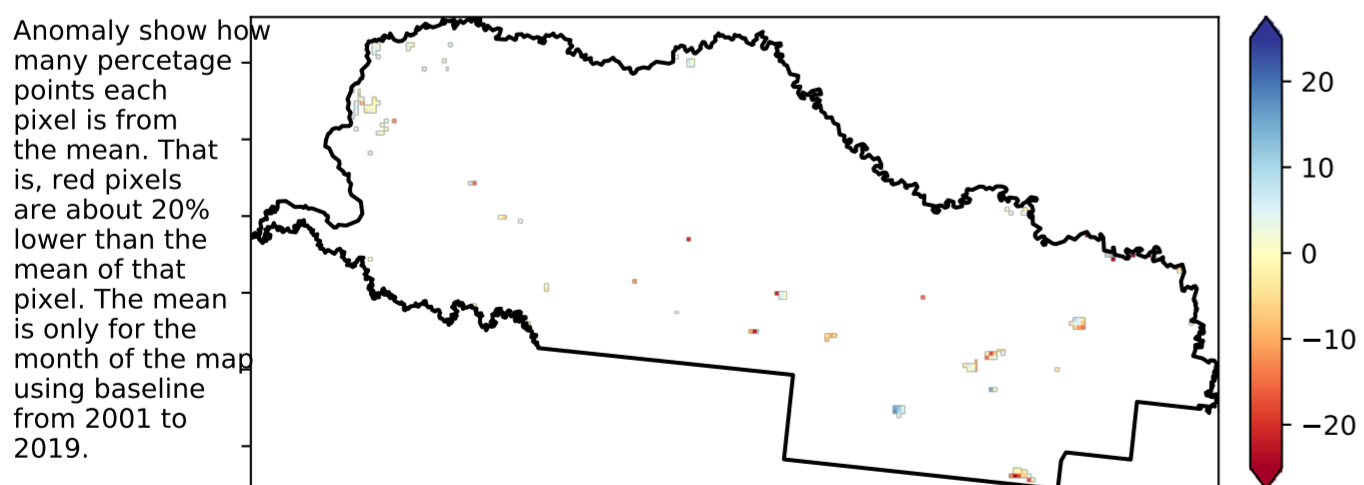 Anomaly show how
many percetage
points each
pixel is from
the mean. That
is, red pixels
are about 20%
lower than the
mean of that
pixel. The mean
is only for the
month of the map
using baseline
from 2001 to
2019.
20
10
0
−10
−20